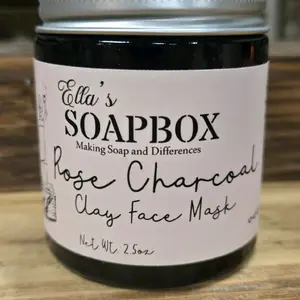 Ella's
SOAPBOX
Making Soap and Differences
Rose Charcoal
Clay Face Mask
Net Wt. 2.5oz